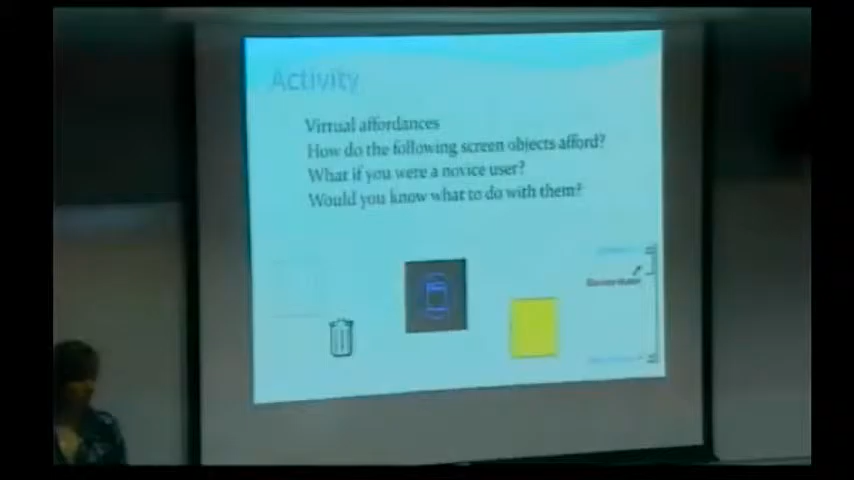 Activity
Virtual affordances
How do the following screen objects afford?
What if you were a novice user?
Would you know what to do with them?